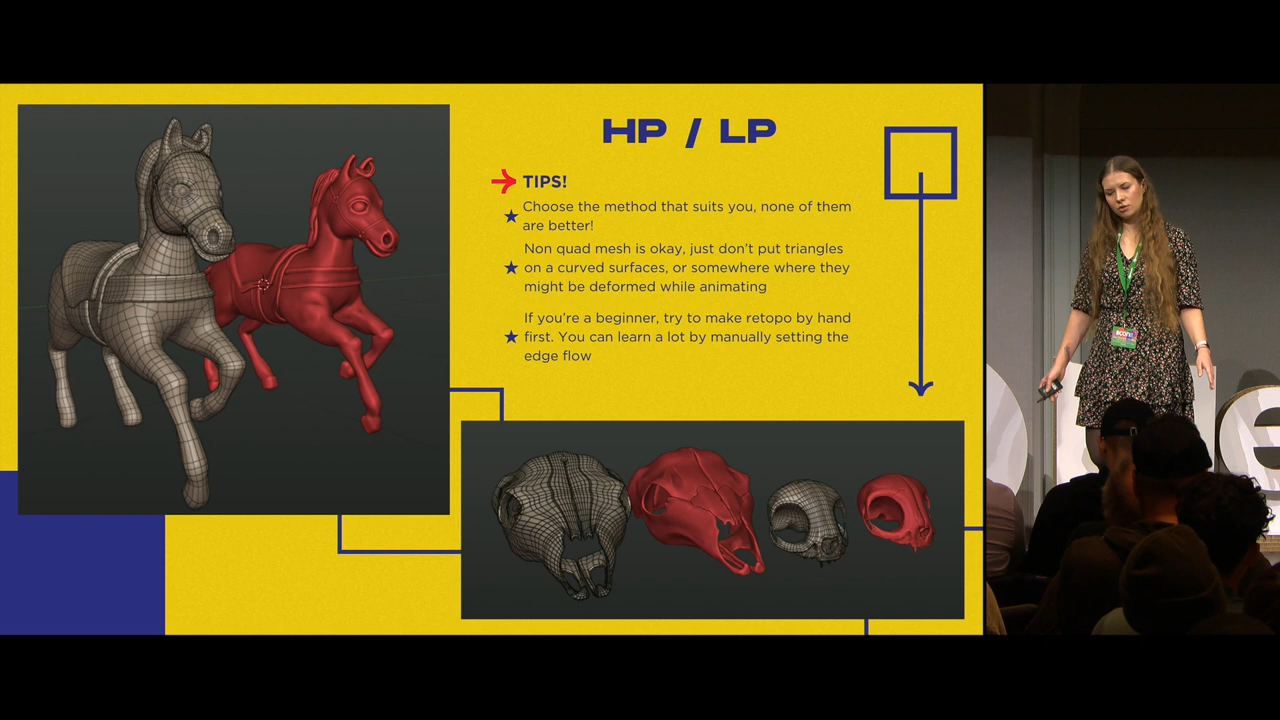 HP / LP
TIPS!
Choose the method that suits you, none of them
are better!
Non quad mesh is okay, just don't put triangles
on a curved surfaces, or somewhere where they
might be deformed while animating
If you're a beginner, try to make retopo by hand
first. You can learn a lot by manually setting the
edge flow